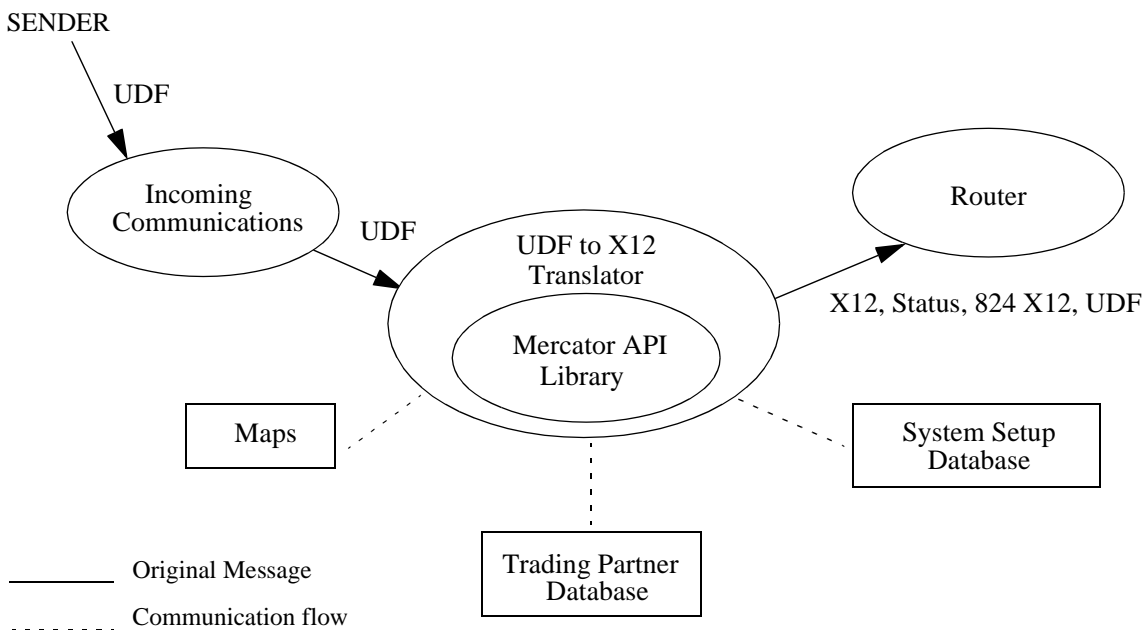 SENDER
UDF
Incoming
Communications
UDF
UDF to X12
Translator
Mercator API
Library
Router
X12, Status, 824 X12, UDF
Maps
System Setup
Database
Trading Partner
Database
Original Message
Communication flow